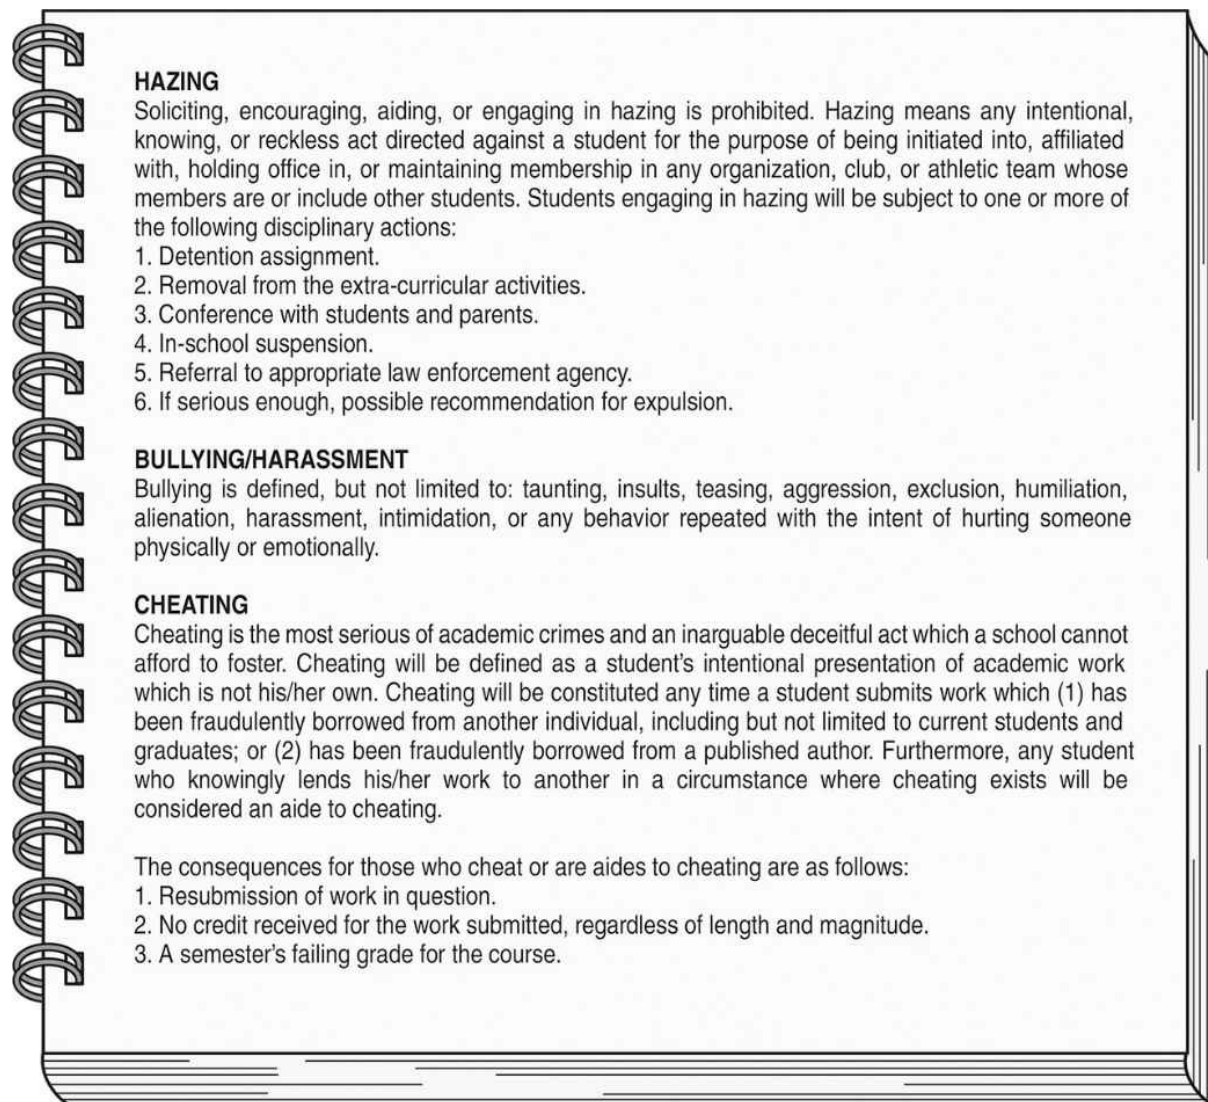 HAZING
Soliciting, encouraging, aiding, or engaging in hazing is prohibited. Hazing means any intentional,
knowing, or reckless act directed against a student for the purpose of being initiated into, affiliated
with, holding office in, or maintaining membership in any organization, club, or athletic team whose
members are or include other students. Students engaging in hazing will be subject to one or more of
the following disciplinary actions:
1. Detention assignment.
2. Removal from the extra-curricular activities.
3. Conference with students and parents.
4. In-school suspension.
5. Referral to appropriate law enforcement agency.
6. If serious enough, possible recommendation for expulsion.
BULLYING/HARASSMENT
Bullying is defined, but not limited to: taunting, insults, teasing, aggression, exclusion, humiliation,
alienation, harassment, intimidation, or any behavior repeated with the intent of hurting someone
physically or emotionally.
CHEATING
Cheating is the most serious of academic crimes and an inarguable deceitful act which a school cannot
afford to foster. Cheating will be defined as a student's intentional presentation of academic work
which is not his/her own. Cheating will be constituted any time a student submits work which (1) has
been fraudulently borrowed from another individual, including but not limited to current students and
graduates; or (2) has been fraudulently borrowed from a published author. Furthermore, any student
who knowingly lends his/her work to another in a circumstance where cheating exists will be
considered an aide to cheating.
The consequences for those who cheat or are aides to cheating are as follows:
1. Resubmission of work in question.
2. No credit received for the work submitted, regardless of length and magnitude.
3. A semester's failing grade for the course.